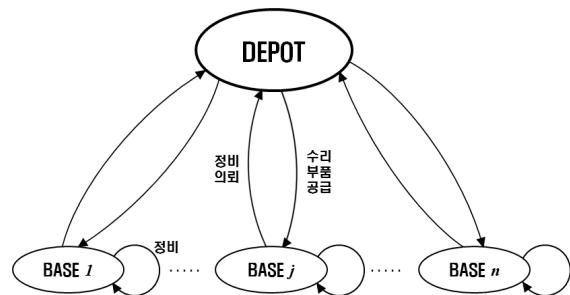 DEPOT
정비
의뢰
수리
부품
공급
정비
BASE 1
.....
BASE j
.....
BASE n